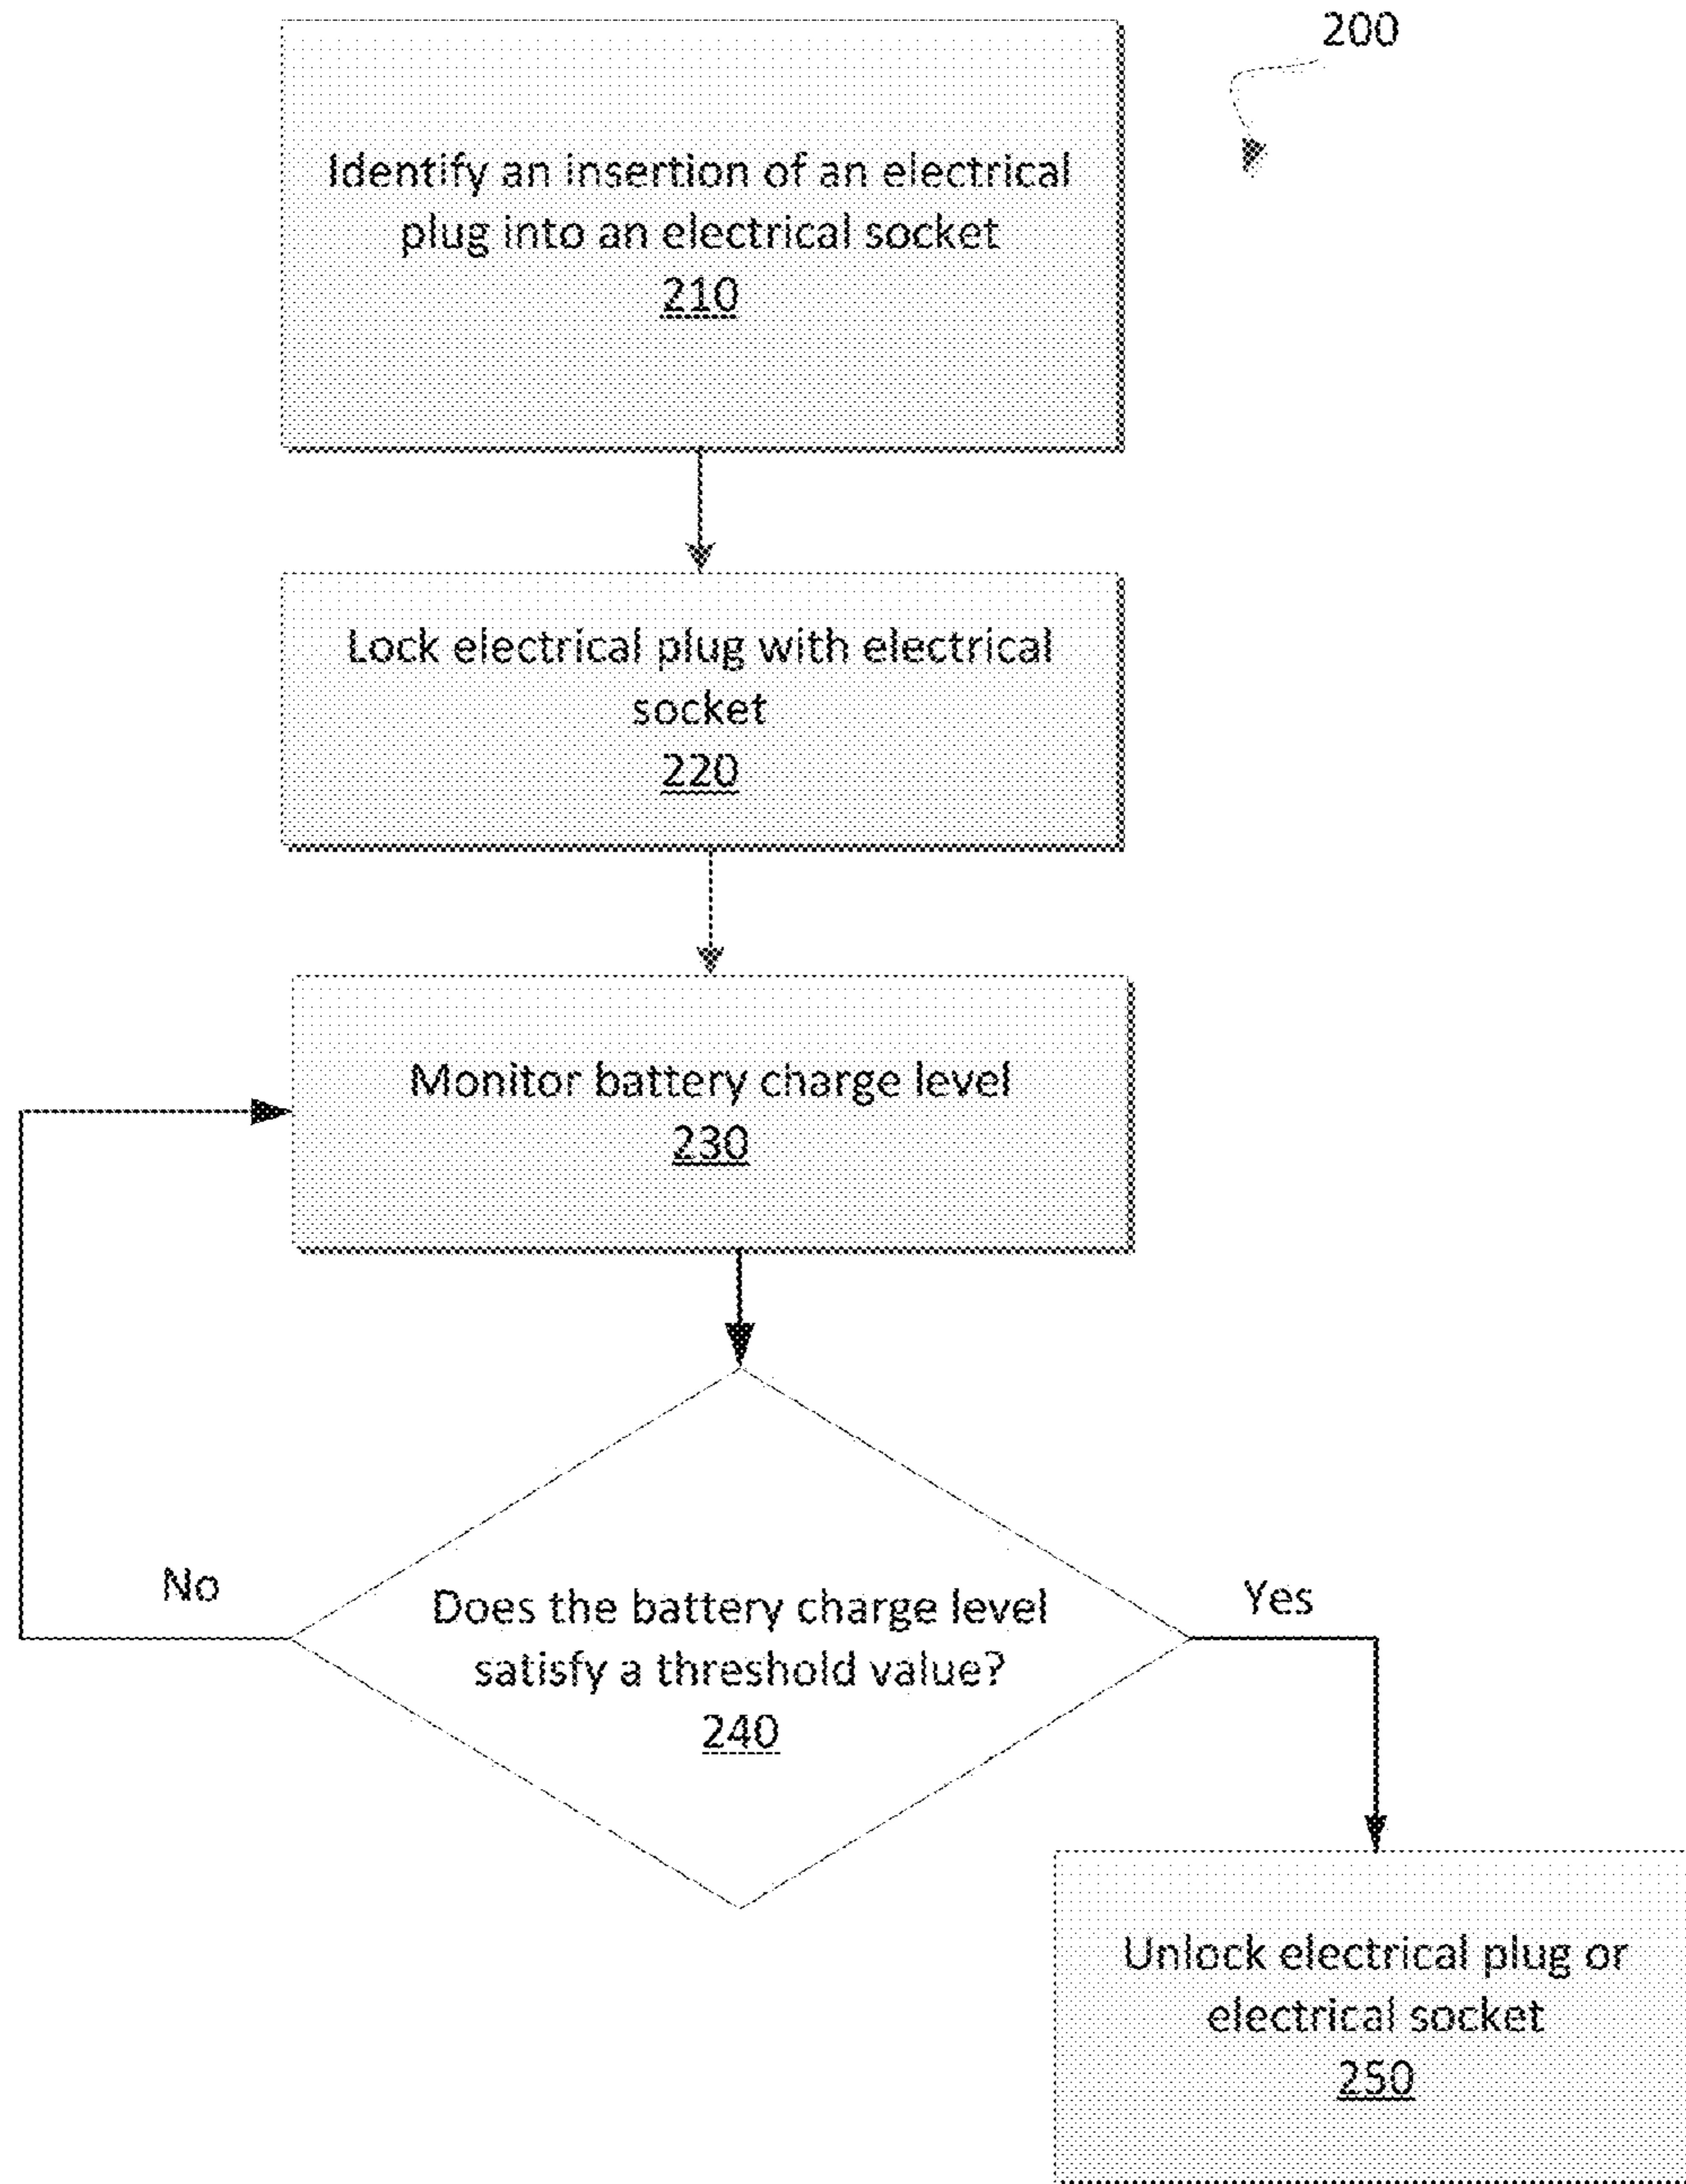 200
Identify an insertion of an electrical
plug into an electrical socket
210
Lock electrical plug with electrical
socket
220
Monitor battery charge level
230
No
Does the battery charge level
satisfy a threshold value?
240
Yes
Unlock electrical plug or
electrical socket
250